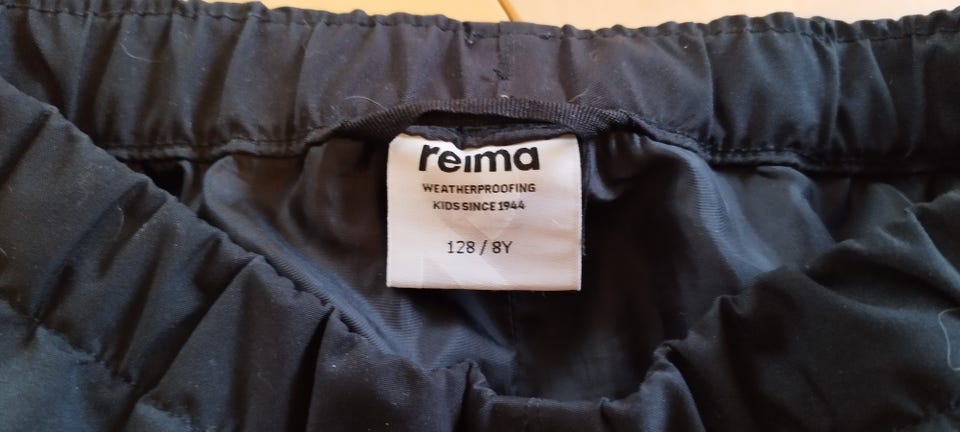 reima
WEATHERPROOFING
KIDS SINCE 1944
128 / 8Y